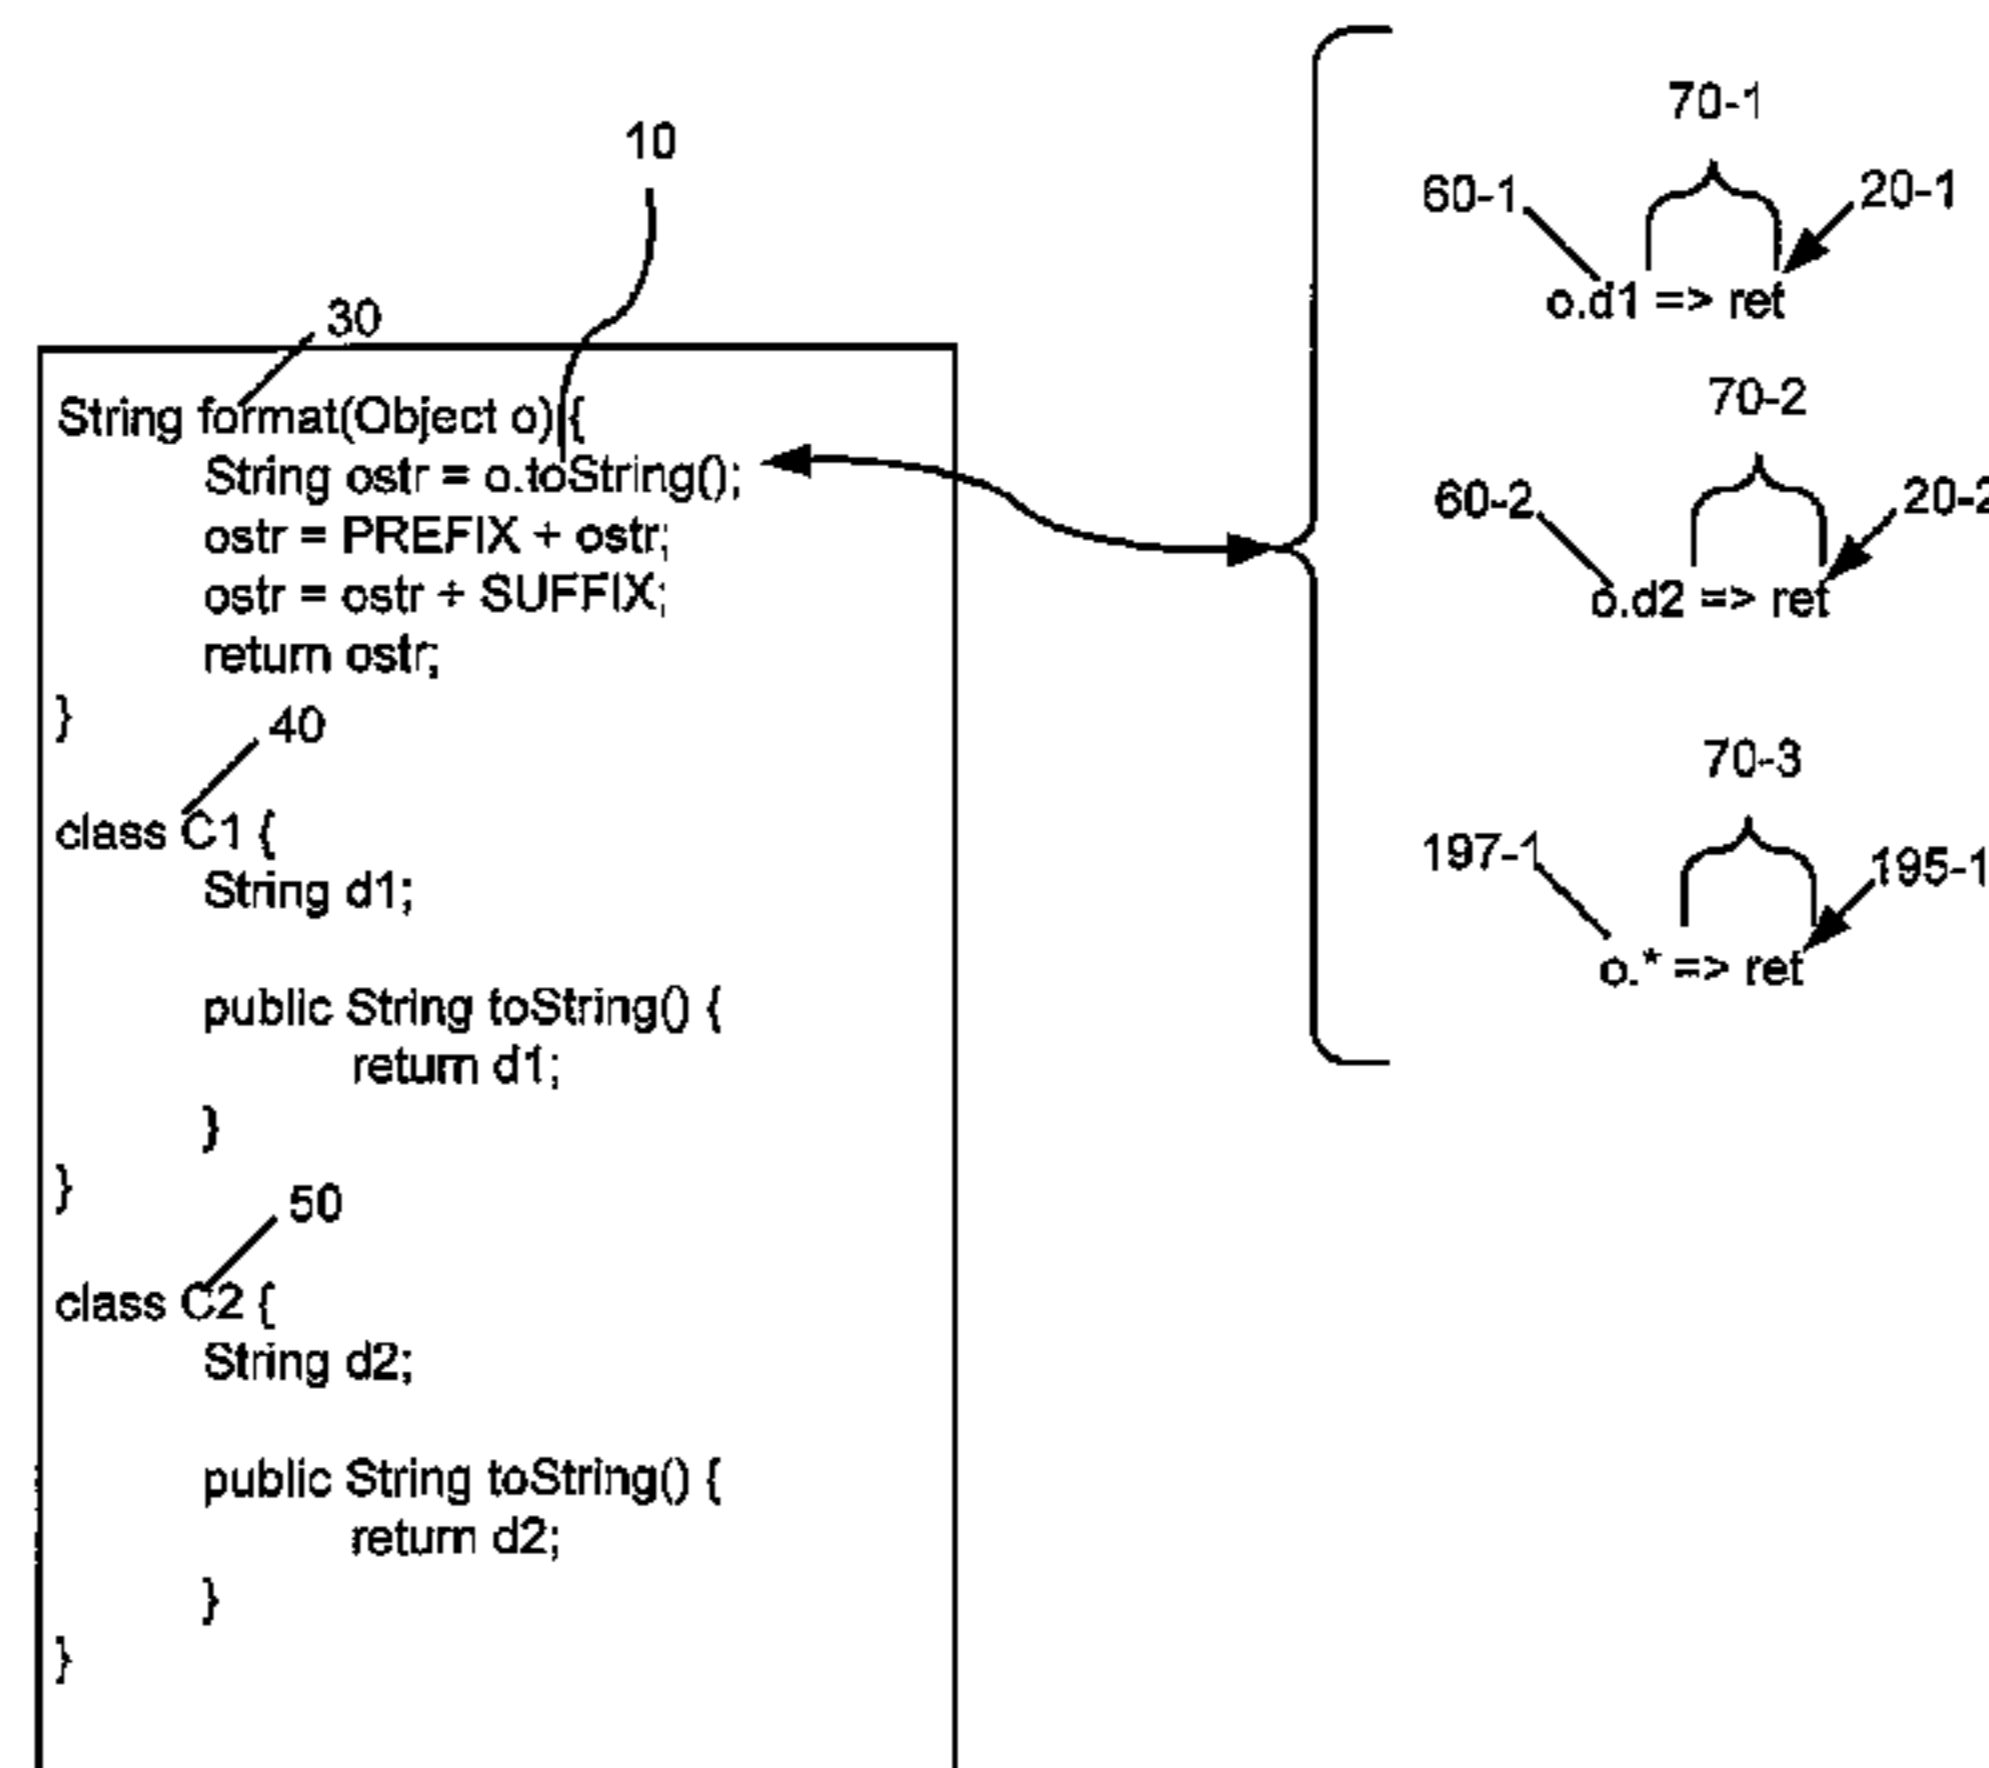 10
30
String format(Object o) {
String ostr = o.toString();
ostr = PREFIX + ostr;
ostr = ostr + SUFFIX;
return ostr;
}
40
class C1 {
String d1;
public String toString() {
return d1;
}
}
50
class C2 {
String d2;
public String toString() {
return d2;
}
}
70-1
60-1
20-1
o.d1 => ret
70-2
60-2
20-2
o.d2 => ret
70-3
197-1
195-1
o.* => ret